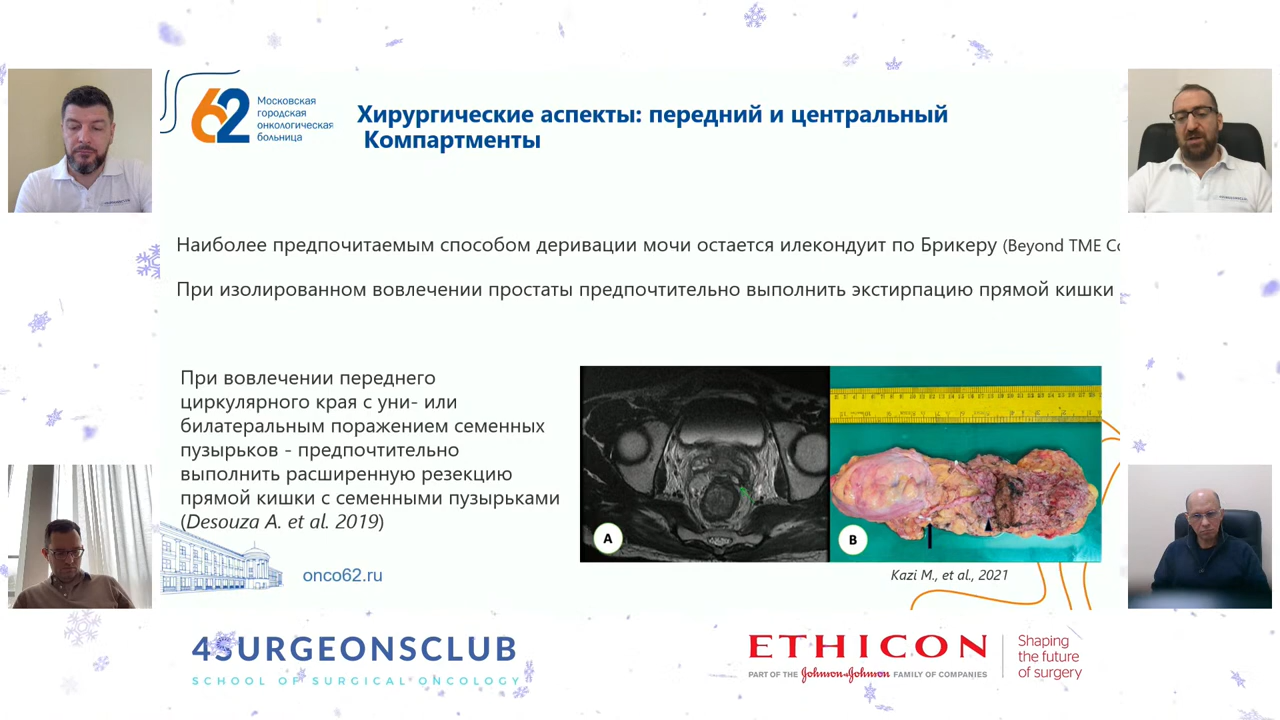 62
Московская
городская
онкологическая
больница
Хирургические аспекты: передний и центральный
Компартменты
Наиболее предпочитаемым способом деривации мочи остается илекондуит по Брикеру (Beyond TME
При изолированном вовлечении простаты предпочтительно выполнить экстирпацию прямой кишки
При вовлечении переднего
циркулярного края с уни- или
билатеральным поражением семенных
пузырьков - предпочтительно
выполнить расширенную резекцию
прямой кишки с семенными пузырьками
(Desouza A. et al. 2019)
A
B
Kazi M., et al., 2021
onco62.ru
4SURGEONSCLUB
SCHOOL OF SURGICAL ONCOLOGY
ETHICON
PART OF THE Johnson & Johnson FAMILY OF COMPANIES
Shaping
the future
of surgery